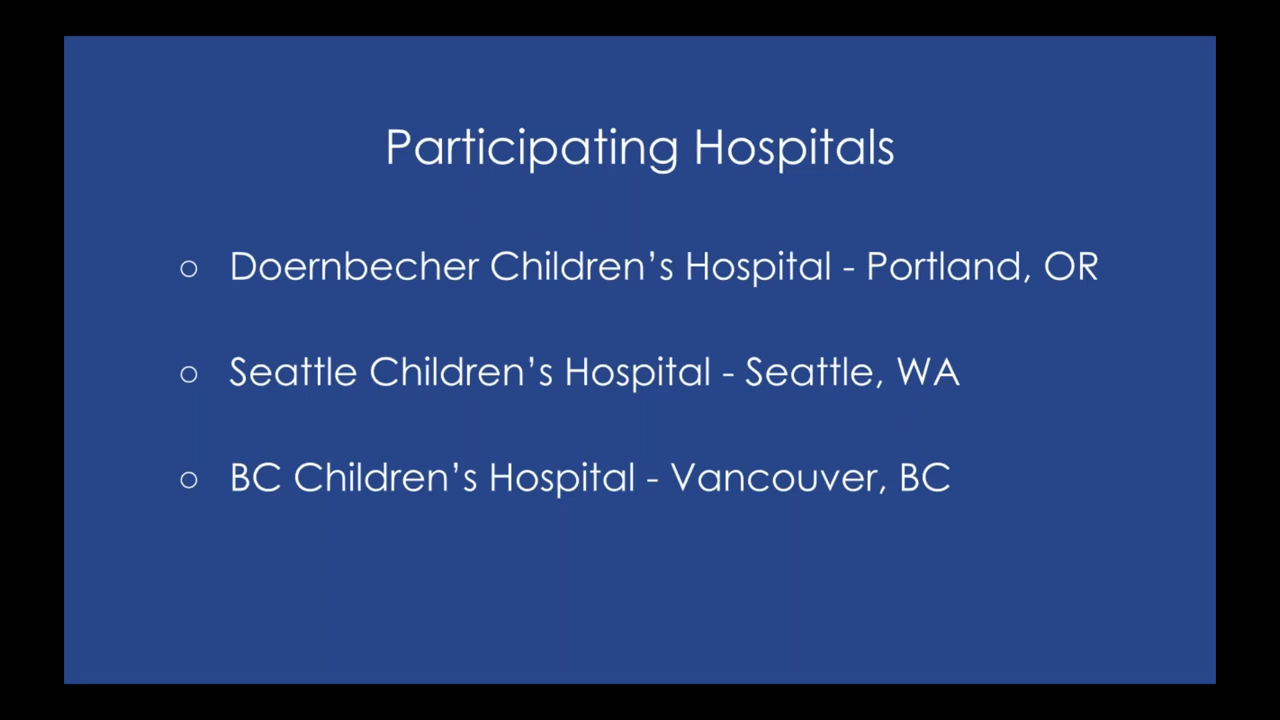 Participating Hospitals
○ Doernbecher Children’s Hospital - Portland, OR
○ Seattle Children’s Hospital - Seattle, WA
○ BC Children’s Hospital - Vancouver, BC